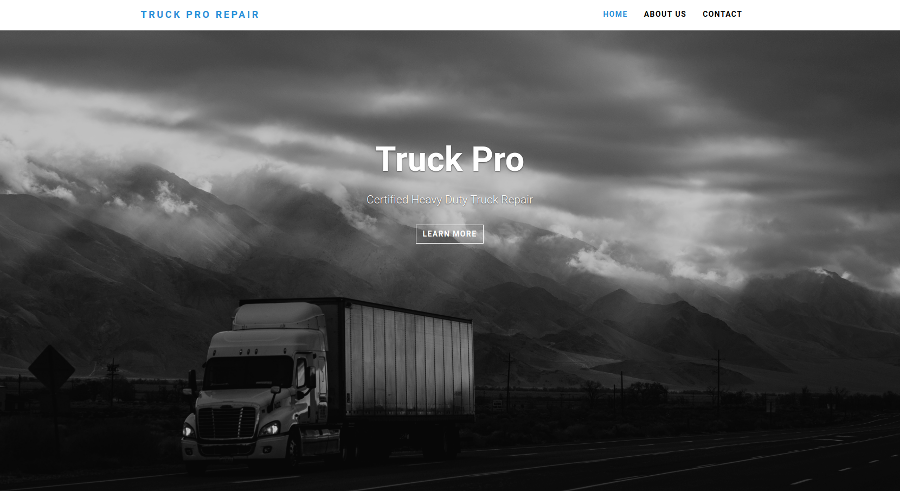 TRUCK PRO REPAIR
HOME ABOUT US CONTACT
Truck Pro
Certified Heavy Duty Truck Repair
LEARN MORE